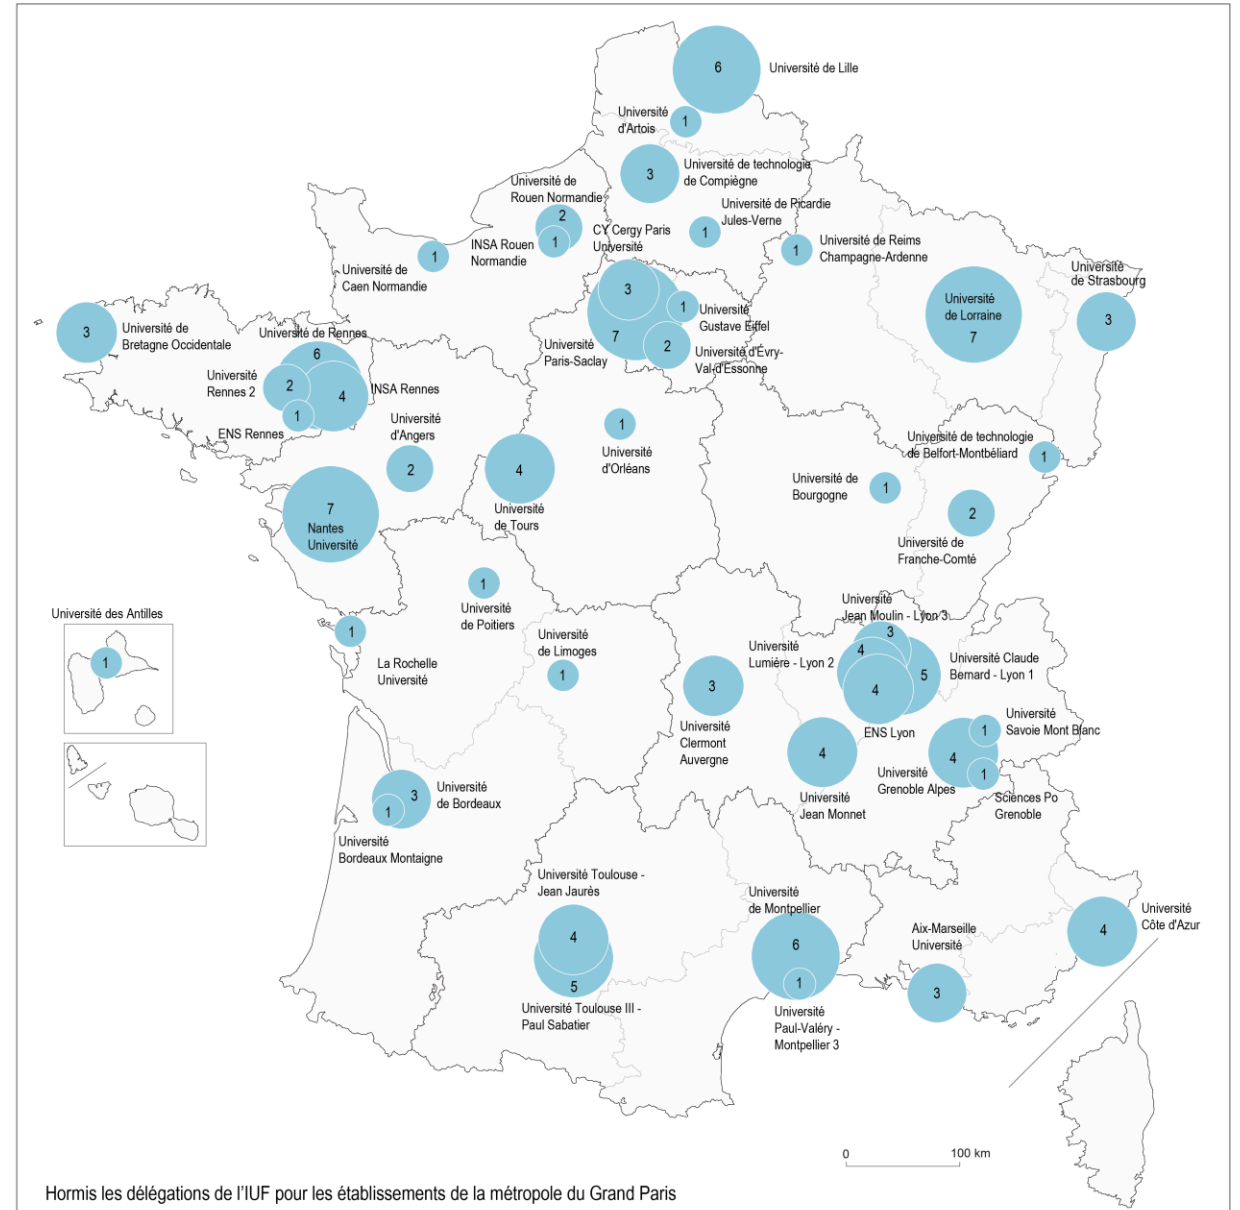 6
Université de Lille
Université
d'Artois
1
3
Université de technologie
de Compiègne
Université de
Rouen Normandie
2
1
INSA Rouen
Normandie
CY Cergy Paris
Université
Université de Picardie
Jules-Verne
1
1
Université de Reims
Champagne-Ardenne
1
Université de
Caen Normandie
Université
de Strasbourg
3
Université
de Lorraine
7
3
1
Université
Gustave Eiffel
7
2
Université
Paris-Saclay
Université d'Évry-
Val-d'Essonne
3
Université de
Bretagne Occidentale
Université de Rennes
6
Université
Rennes 2
2
4
INSA Rennes
1
ENS Rennes
Université
d'Angers
2
4
Université
de Tours
1
Université
d'Orléans
Université de technologie
de Belfort-Montbéliard
1
Université de
Bourgogne
1
2
Université de
Franche-Comté
7
Nantes
Université
1
Université
de Poitiers
1
La Rochelle
Université
Université
de Limoges
1
Université des Antilles
1
Université
Jean Moulin - Lyon 3
3
Université
Lumière - Lyon 2
4
5
Université Claude
Bernard - Lyon 1
4
ENS Lyon
3
Université
Clermont
Auvergne
4
Université
Jean Monnet
1
Université
Savoie Mont Blanc
4
Université
Grenoble Alpes
1
Sciences Po
Grenoble
3
Université
de Bordeaux
1
Université
Bordeaux Montaigne
Université Toulouse -
Jean Jaurès
4
5
Université Toulouse III -
Paul Sabatier
Université
de Montpellier
6
1
Université
Paul-Valéry -
Montpellier 3
Aix-Marseille
Université
3
4
Université
Côte d'Azur
0
100 km
Hormis les délégations de l'IUF pour les établissements de la métropole du Grand Paris